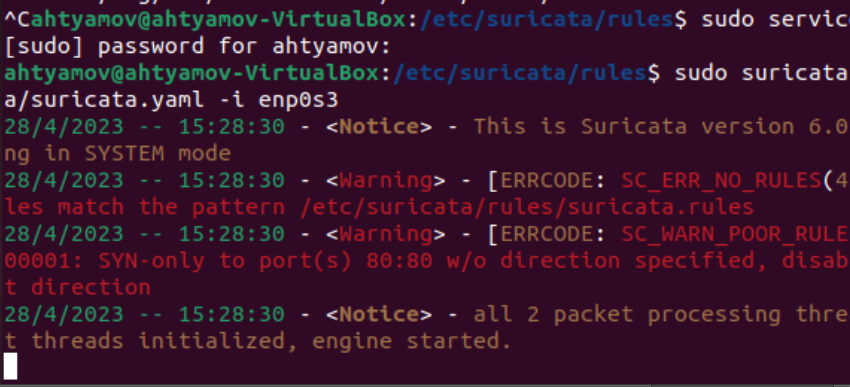 ^Cahtyamov@ahtyamov-VirtualBox:/etc/suricata/rules$ sudo servic
[sudo] password for ahtyamov:
ahtyamov@ahtyamov-VirtualBox:/etc/suricata/rules$ sudo suricata
a/suricata.yaml -i enp0s3
28/4/2023 -- 15:28:30 - <Notice> - This is Suricata version 6.0
ng in SYSTEM mode
28/4/2023 -- 15:28:30 - <Warning> - [ERRCODE: SC_ERR_NO_RULES(4
les match the pattern /etc/suricata/rules/suricata.rules
28/4/2023 -- 15:28:30 - <Warning> - [ERRCODE: SC_WARN_POOR_RULE
00001: SYN-only to port(s) 80:80 w/o direction specified, disab
t direction
28/4/2023 -- 15:28:30 - <Notice> - all 2 packet processing thre
t threads initialized, engine started.